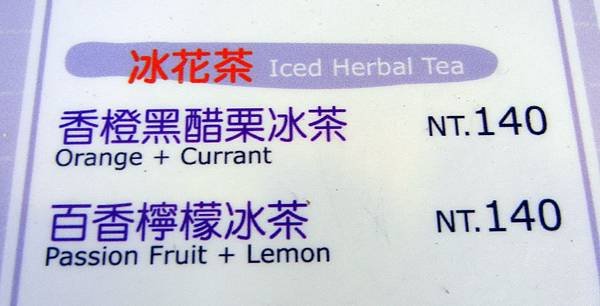 冰花茶 Iced Herbal Tea
香橙黑醋栗冰茶 NT.140
Orange + Currant
百香檸檬冰茶 NT.140
Passion Fruit + Lemon